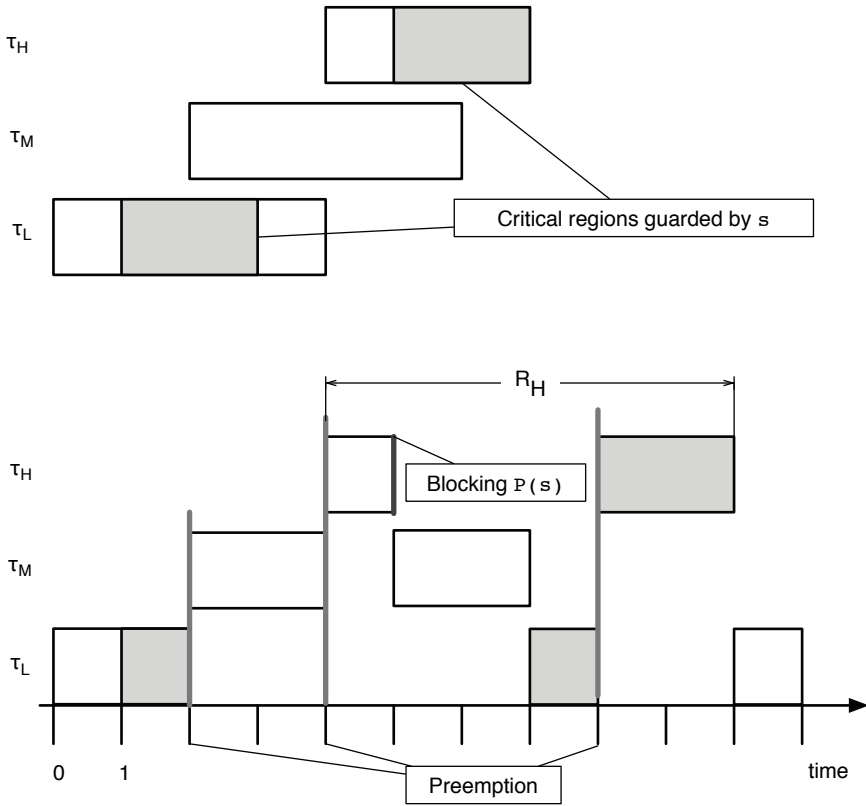 τH
τM
τL
Critical regions guarded by s
RH
τH
Blocking P(s)
τM
τL
0 1 time
Preemption